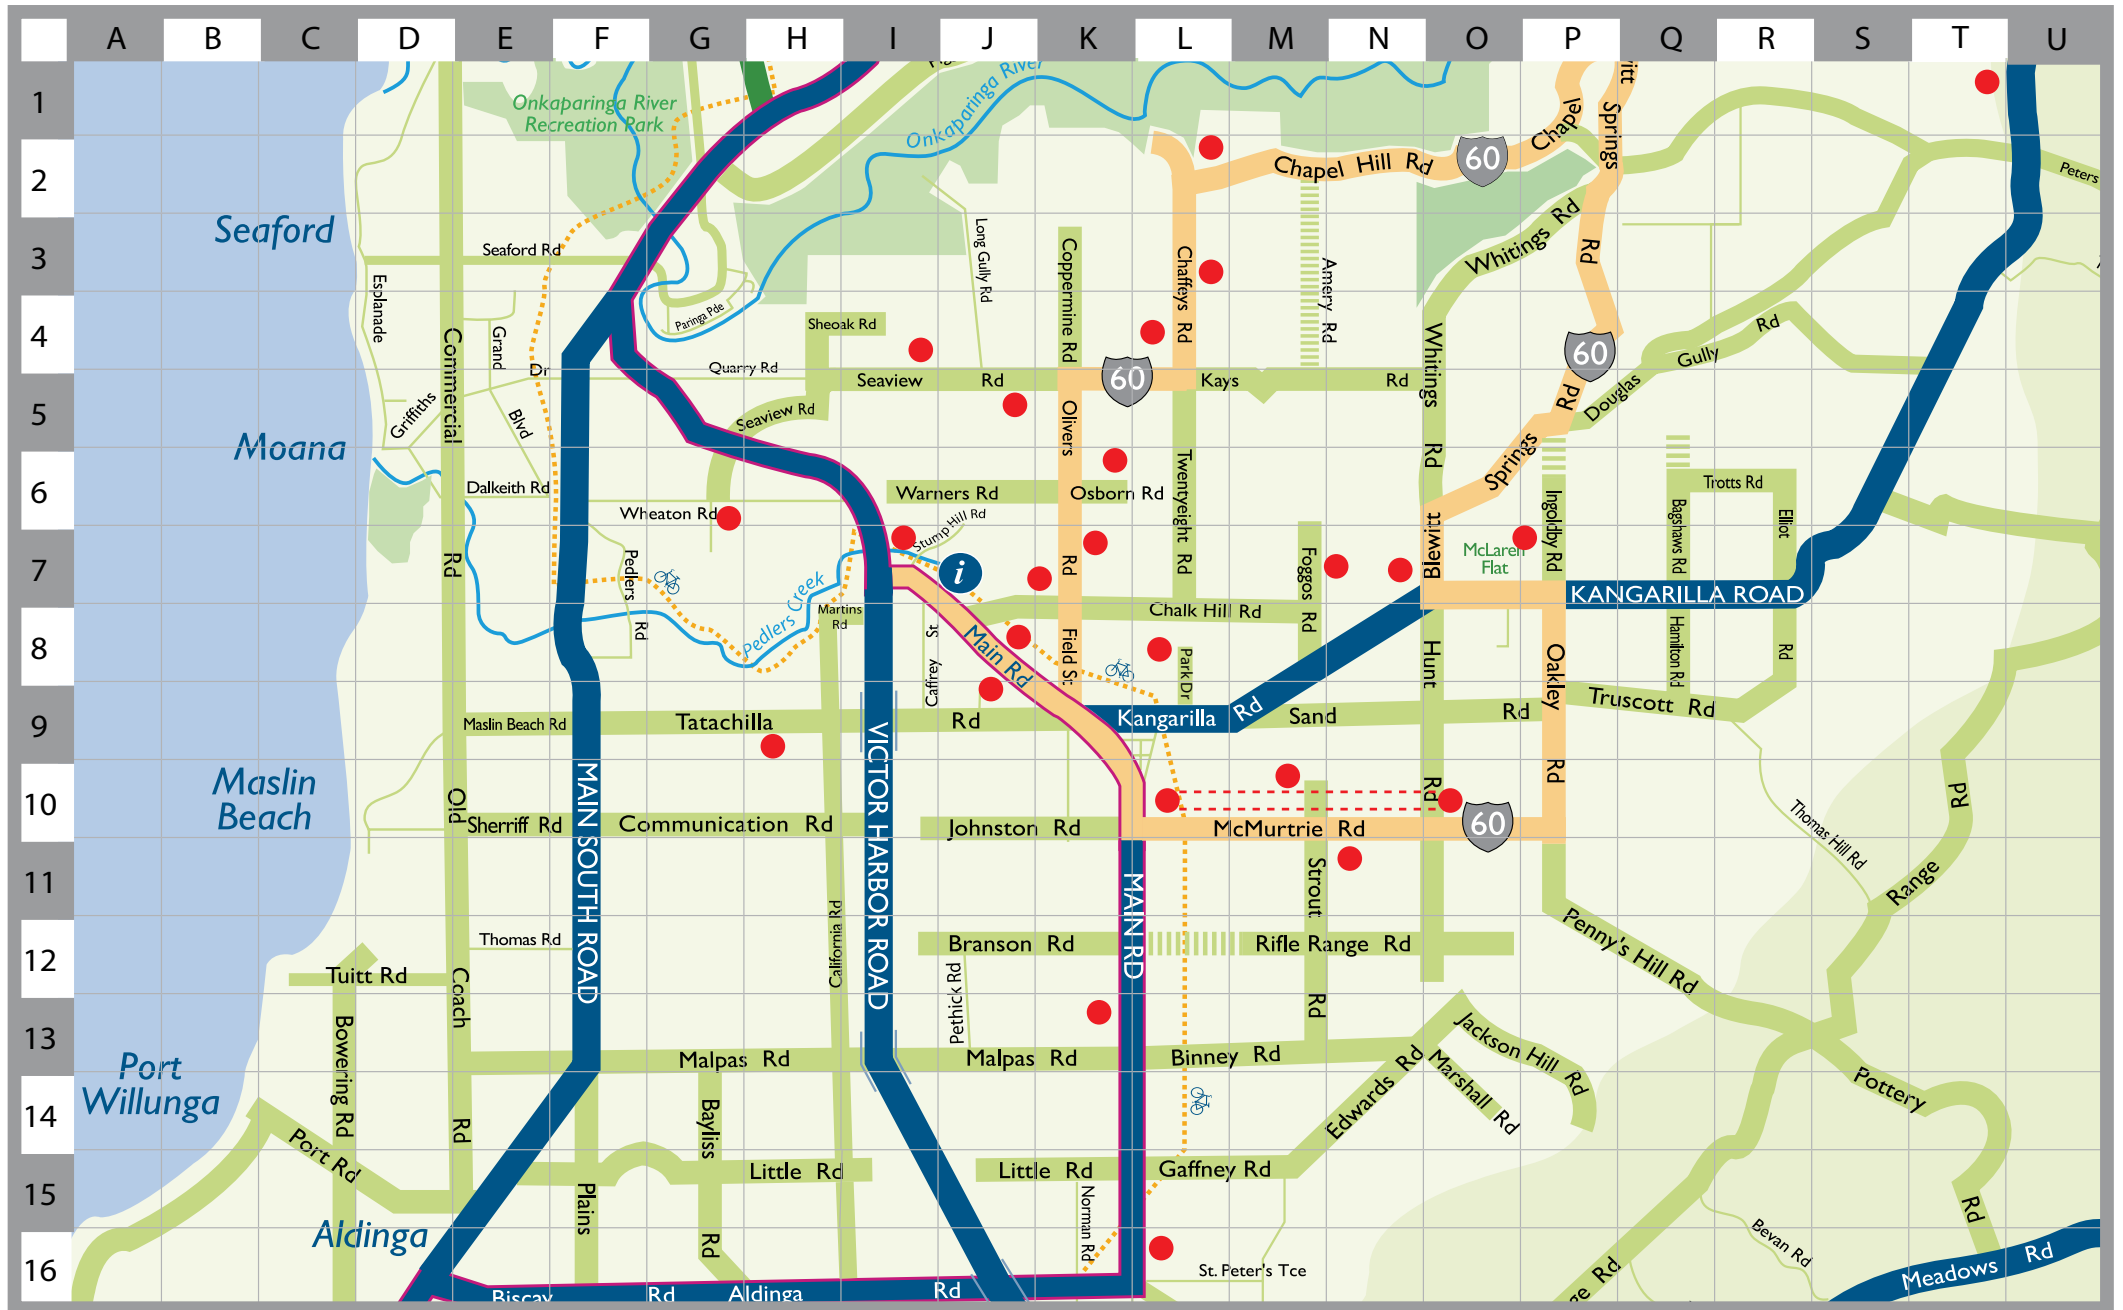 A B C D E F G H I J K L M N O P Q R S T U
1
2
3
4
5
6
7
8
9
10
11
12
13
14
15
16
Onkaparinga River
Recreation Park
Onkaparinga River
Chapel
Springs
60
Chapel Hill Rd
Peters
Seaford
Seaford Rd
Long Gully Rd
Coppermine Rd
Chaffeys Rd
Amery Rd
Whitings Rd
Rd
Esplanade
Commercial
Grand
Dr
Blvd
Griffiths
Paringa Pde
Sheoak Rd
Quarry Rd
Seaview Rd
60
Kays Rd
Whitings Rd
60
Rd
Douglas
Gully
Rd
Moana
Seaview Rd
Olivers
Rd
Springs
Dalkeith Rd
Wheaton Rd
Warners Rd
Osborn Rd
Twentyeight Rd
Trotts Rd
Stump Hill Rd
i
Foggos Rd
Blewitt
McLaren
Flat
Ingoldby Rd
Bagshaws Rd
Elliot
Rd
Rd
Pedlers
Rd
Pedlers Creek
Martins
Rd
KANGARILLA ROAD
Chalk Hill Rd
Caffrey St
Main Rd
Field St
Park Dr
Hunt
Rd
Oakley
Rd
Hamilton Rd
Truscott Rd
Maslin Beach Rd
Tatachilla
Rd
Kangarilla Rd
Sand
Rd
Maslin
Beach
MAIN SOUTH ROAD
VICTOR HARBOR ROAD
Old
Coach
Rd
Sherriff Rd
Communication Rd
Johnston Rd
McMurtrie Rd
60
Thomas Hill Rd
Range
Rd
MAIN RD
Strout
Rd
California Rd
Thomas Rd
Branson Rd
Rifle Range Rd
Penny's Hill Rd
Tuitt Rd
Pethick Rd
Bowering Rd
Port
Willunga
Malpas Rd
Malpas Rd
Binney Rd
Jackson Hill Rd
Marshall Rd
Edwards Rd
Pottery
Rd
Port Rd
Bayliss
Rd
Little Rd
Little Rd
Gaffney Rd
Plains
Norman Rd
Aldinga
Bevan Rd
St. Peter's Tce
Biscay Rd
Aldinga Rd
Rd
Meadows Rd